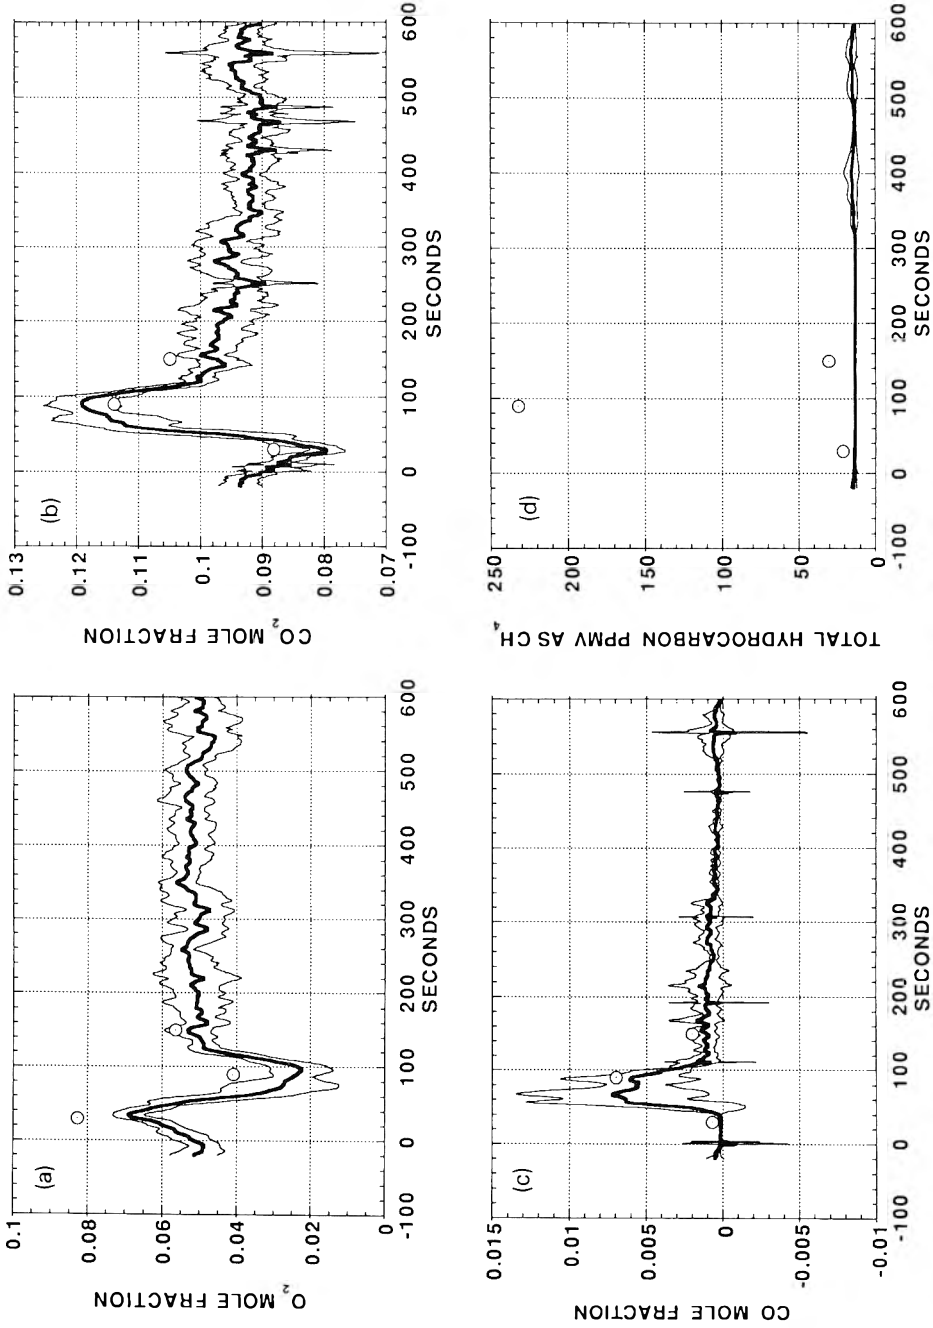 (a)
0.1
0.08
0.06
0.04
0.02
0
O2 MOLE FRACTION
-100 0 100 200 300 400 500 600
SECONDS
(b)
0.13
0.12
0.11
0.1
0.09
0.08
0.07
CO2 MOLE FRACTION
-100 0 100 200 300 400 500 600
SECONDS
(c)
0.015
0.01
0.005
0
-0.005
-0.01
CO MOLE FRACTION
-100 0 100 200 300 400 500 600
SECONDS
(d)
250
200
150
100
50
0
TOTAL HYDROCARBON PPMV AS CH4
-100 0 100 200 300 400 500 600
SECONDS